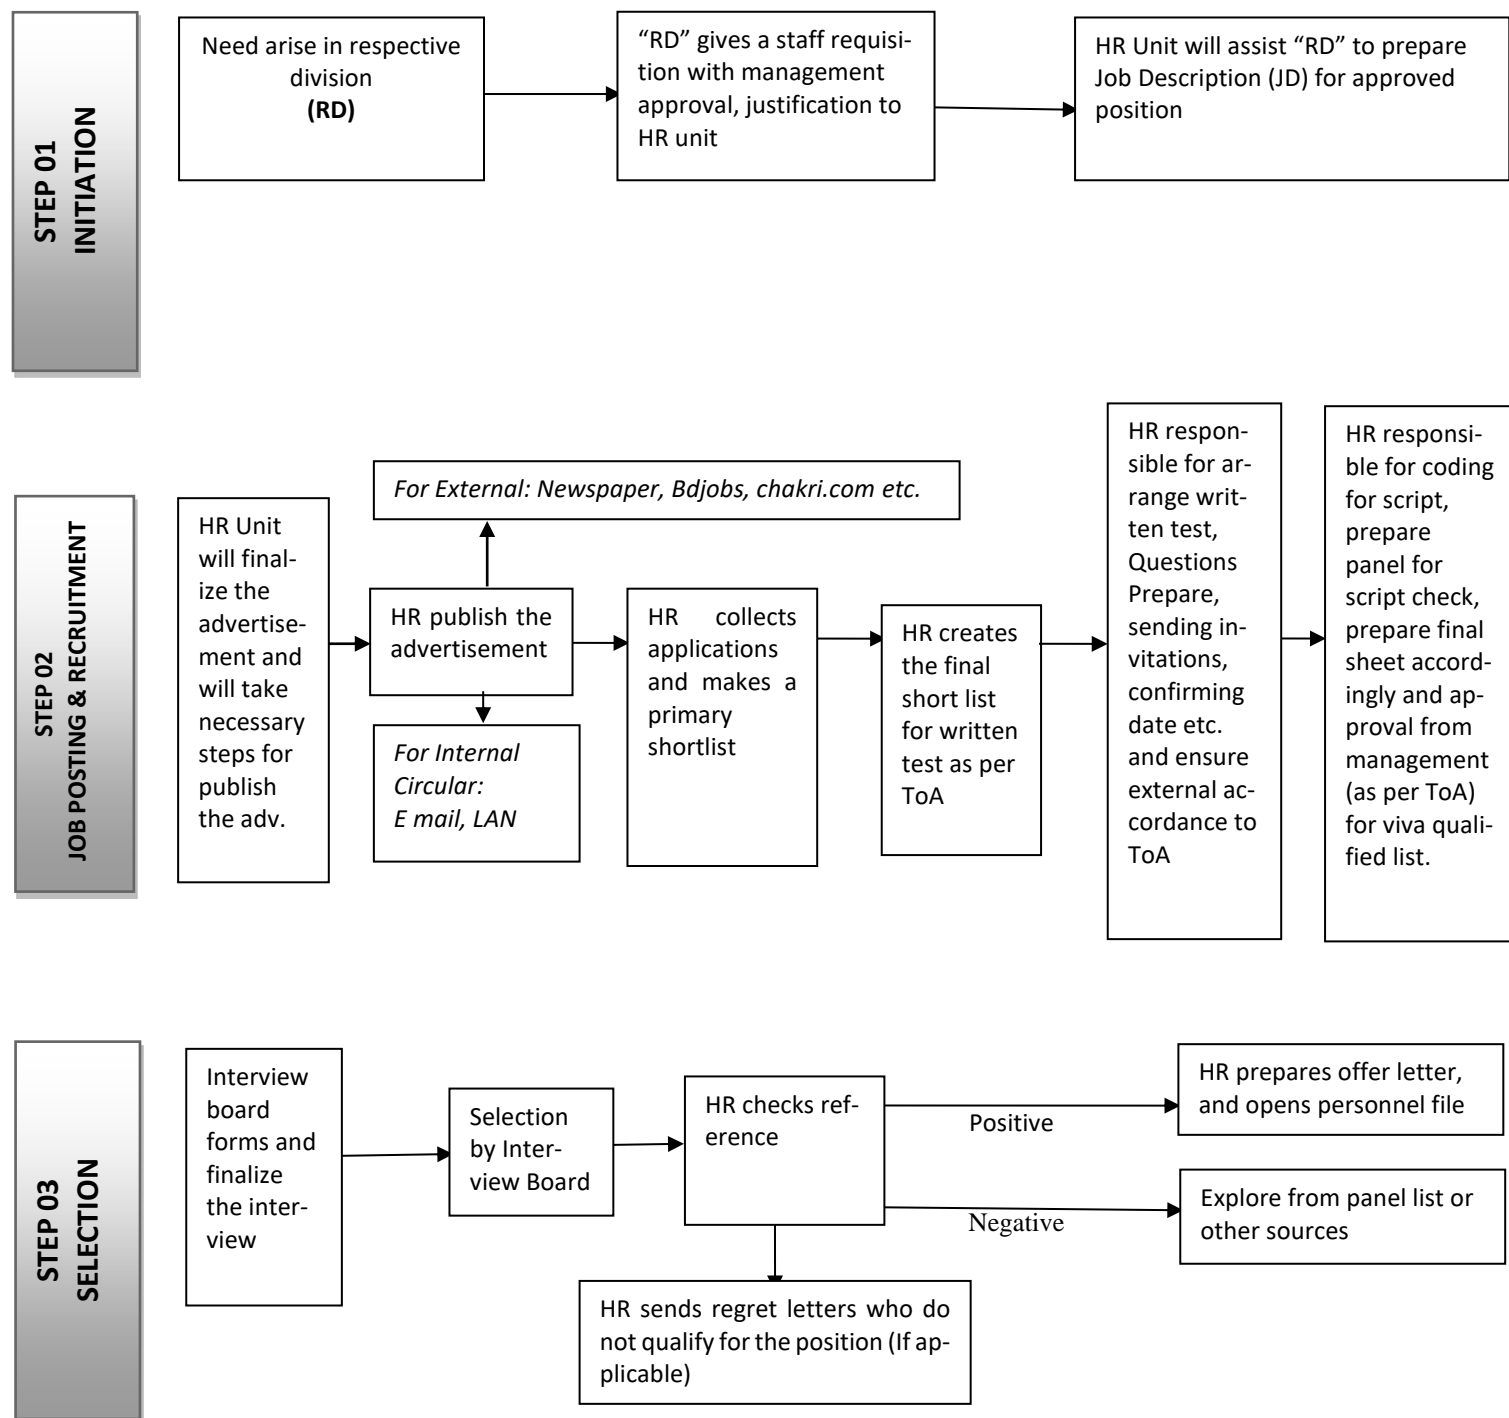 STEP 01
INITIATION
Need arise in respective
division
(RD)
“RD” gives a staff requisi-
tion with management
approval, justification to
HR unit
HR Unit will assist “RD” to prepare
Job Description (JD) for approved
position
STEP 02
JOB POSTING & RECRUITMENT
HR Unit
will final-
ize the
advertise-
ment and
will take
necessary
steps for
publish
the adv.
For External: Newspaper, Bdjobs, chakri.com etc.
HR publish the
advertisement
For Internal
Circular:
E mail, LAN
HR collects
applications
and makes a
primary
shortlist
HR creates
the final
short list
for written
test as per
ToA
HR respon-
sible for ar-
range writ-
ten test,
Questions
Prepare,
sending in-
vitations,
confirming
date etc.
and ensure
external ac-
cordance to
ToA
HR responsi-
ble for coding
for script,
prepare
panel for
script check,
prepare final
sheet accord-
ingly and ap-
proval from
management
(as per ToA)
for viva quali-
fied list.
STEP 03
SELECTION
Interview
board
forms and
finalize
the inter-
view
Selection
by Inter-
view Board
HR checks ref-
erence
Positive
HR prepares offer letter,
and opens personnel file
Negative
Explore from panel list or
other sources
HR sends regret letters who do
not qualify for the position (If ap-
plicable)